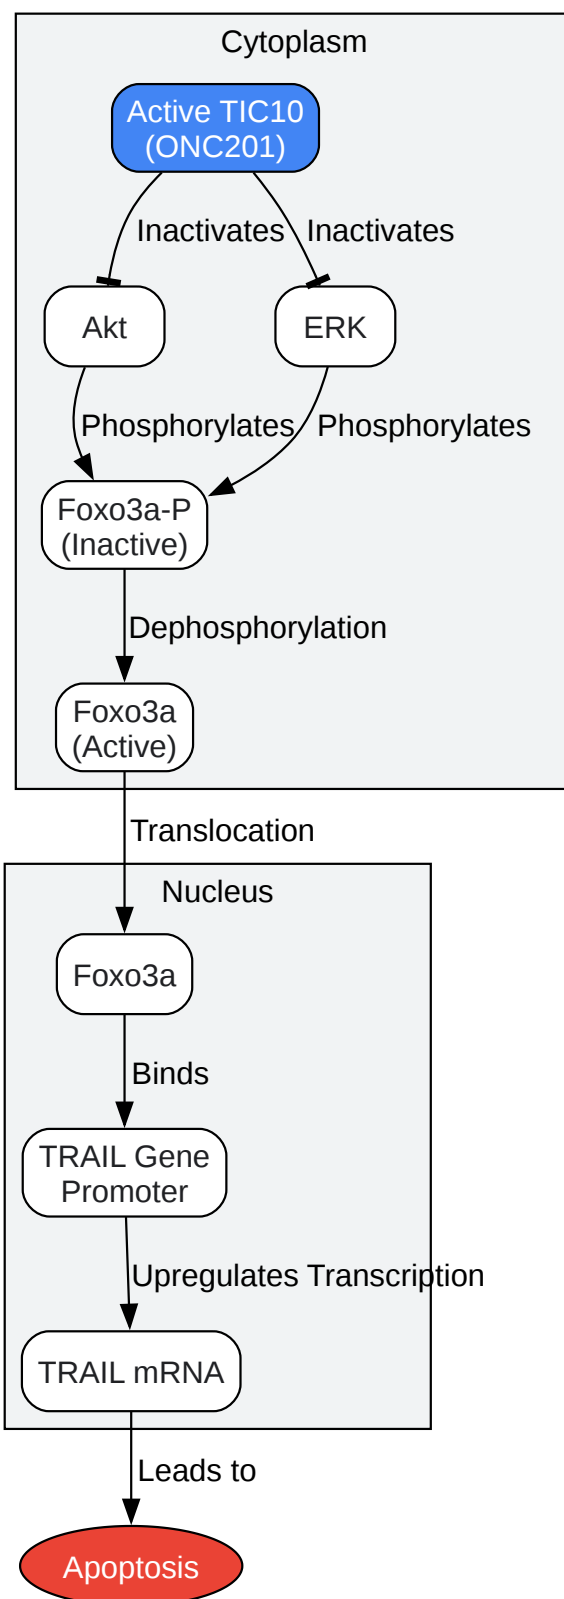 Cytoplasm
Active TIC10
(ONC201)
Inactivates
Inactivates
Akt
ERK
Phosphorylates
Phosphorylates
Foxo3a-P
(Inactive)
Dephosphorylation
Foxo3a
(Active)
Translocation
Nucleus
Foxo3a
Binds
TRAIL Gene
Promoter
Upregulates Transcription
TRAIL mRNA
Leads to
Apoptosis